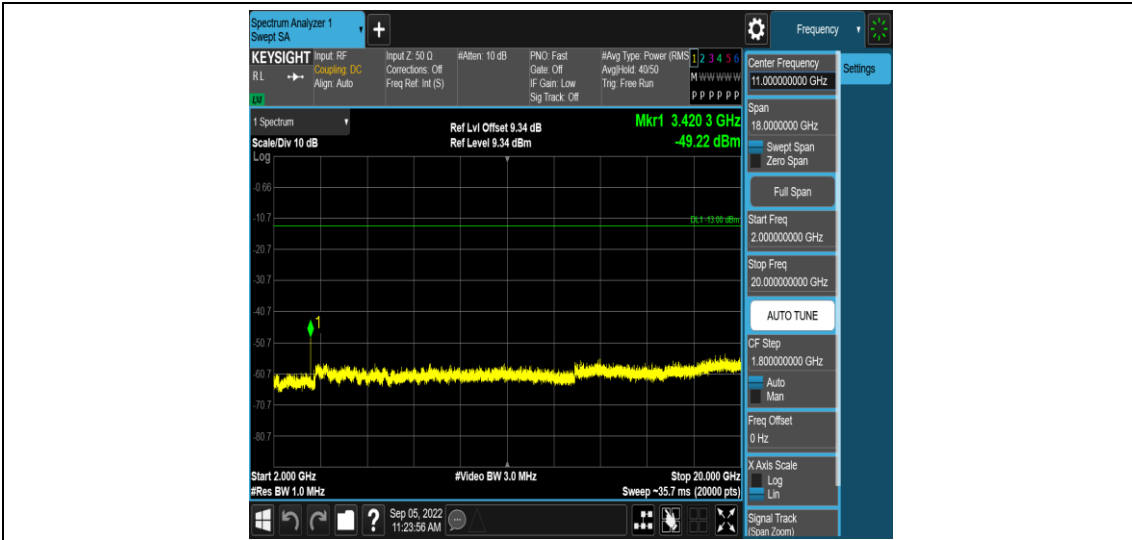 Spectrum Analyzer 1
Swept SA
+
Frequency
KEYSIGHT
Input: RF
Coupling: DC
Align: Auto
Input Z: 50 Ω
Corrections: Off
Freq Ref: Int (S)
#Atten: 10 dB
PNO: Fast
Gate: Off
IF Gain: Low
Sig Track: Off
#Avg Type: Power (RMS
Avg|Hold: 40/50
Trig: Free Run
1 2 3 4 5 6
M W W W W W
P P P P P P
R L
LXI
1 Spectrum
Scale/Div 10 dB
Ref Lvl Offset 9.34 dB
Ref Level 9.34 dBm
Mkr1 3.420 3 GHz
-49.22 dBm
Log
-0.66
-10.7
-20.7
-30.7
-40.7
-50.7
-60.7
-70.7
-80.7
DL1 -13.00 dBm
1
Start 2.000 GHz
#Res BW 1.0 MHz
#Video BW 3.0 MHz
Stop 20.000 GHz
Sweep ~35.7 ms (20000 pts)
Center Frequency
11.000000000 GHz
Settings
Span
18.0000000 GHz
Swept Span
Zero Span
Full Span
Start Freq
2.000000000 GHz
Stop Freq
20.000000000 GHz
AUTO TUNE
CF Step
1.800000000 GHz
Auto
Man
Freq Offset
0 Hz
X Axis Scale
Log
Lin
Signal Track
(Span Zoom)
?
Sep 05, 2022
11:23:56 AM